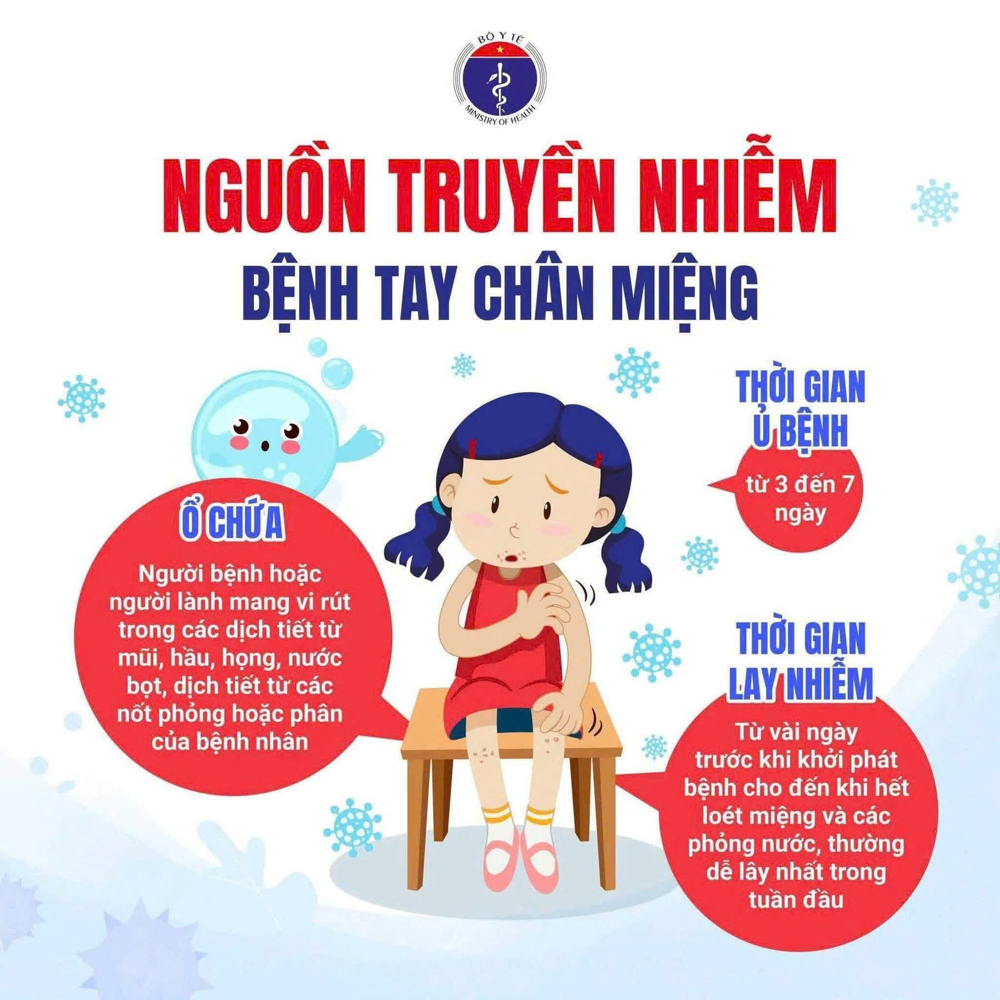 BỘ Y TẾ
MINISTRY OF HEALTH
NGUỒN TRUYỀN NHIỄM
BỆNH TAY CHÂN MIỆNG
THỜI GIAN
Ủ BỆNH
từ 3 đến 7
ngày
Ổ CHỨA
Người bệnh hoặc
người lành mang vi rút
trong các dịch tiết từ
mũi, hầu, họng, nước
bọt, dịch tiết từ các
nốt phỏng hoặc phân
của bệnh nhân
THỜI GIAN
LAY NHIỄM
Từ vài ngày
trước khi khởi phát
bệnh cho đến khi hết
loét miệng và các
phỏng nước, thường
dễ lây nhất trong
tuần đầu